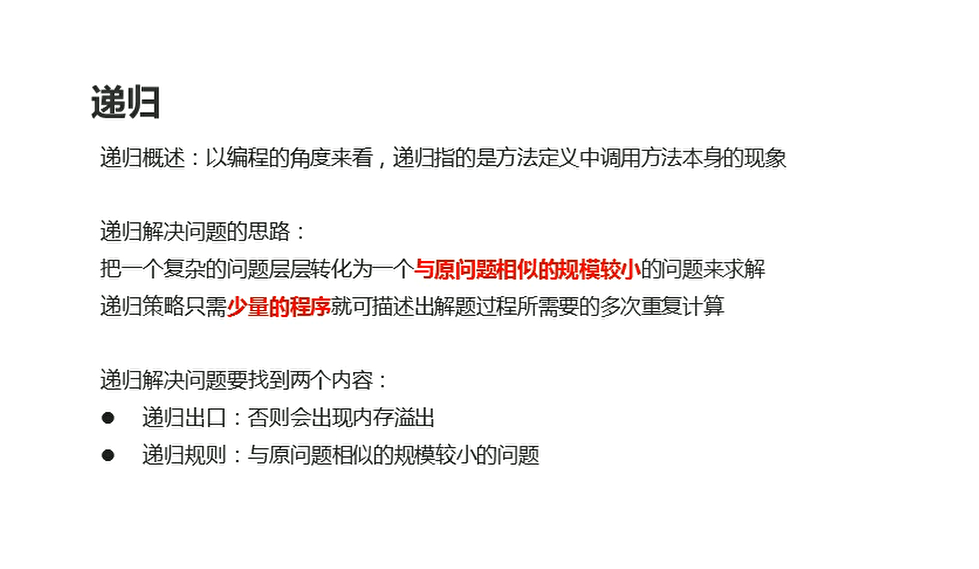 递归
递归概述：以编程的角度来看，递归指的是方法定义中调用方法本身的现象
递归解决问题的思路：
把一个复杂的问题层层转化为一个与原问题相似的规模较小的问题来求解
递归策略只需少量的程序就可描述出解题过程所需要的多次重复计算
递归解决问题要找到两个内容：
● 递归出口：否则会出现内存溢出
● 递归规则：与原问题相似的规模较小的问题